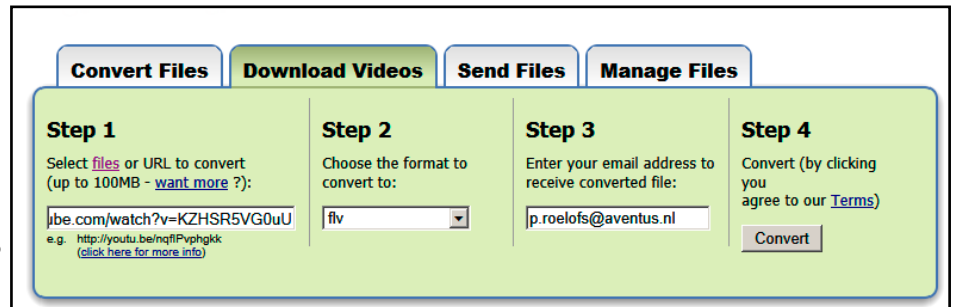 Convert Files
Download Videos
Send Files
Manage Files
Step 1
Select files or URL to convert
(up to 100MB - want more ?):
ube.com/watch?v=KZHSR5VG0uU
e.g. http://youtu.be/nqflPvphgkk
(click here for more info)
Step 2
Choose the format to
convert to:
flv
Step 3
Enter your email address to
receive converted file:
p.roelofs@aventus.nl
Step 4
Convert (by clicking
you
agree to our Terms)
Convert